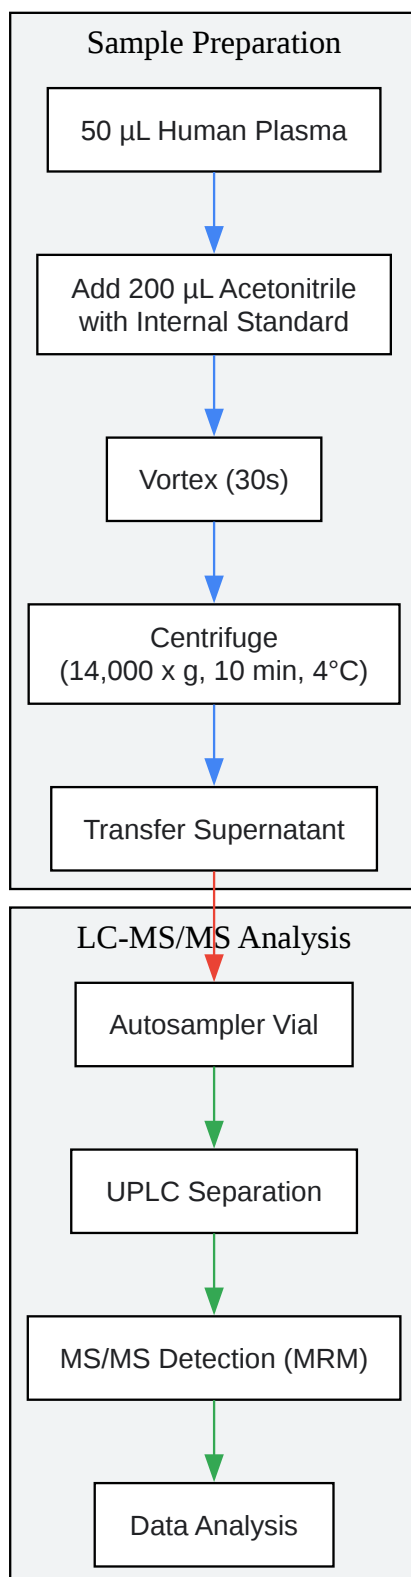 Sample Preparation
50 µL Human Plasma
Add 200 µL Acetonitrile
with Internal Standard
Vortex (30s)
Centrifuge
(14,000 x g, 10 min, 4°C)
Transfer Supernatant
LC-MS/MS Analysis
Autosampler Vial
UPLC Separation
MS/MS Detection (MRM)
Data Analysis